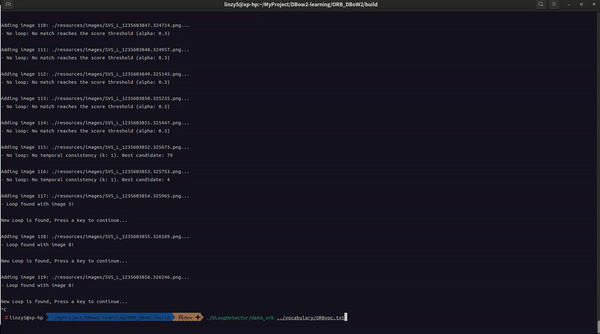 linzy5@xp-hp:~/MyProject/DBow2-learning/ORB_DBoW2/build
Adding image 110: ./resources/images/SVS_L_1235603847.324724.png...
- No loop: No match reaches the score threshold (alpha: 0.3)
Adding image 111: ./resources/images/SVS_L_1235603848.324957.png...
- No loop: No match reaches the score threshold (alpha: 0.3)
Adding image 112: ./resources/images/SVS_L_1235603849.325145.png...
- No loop: No match reaches the score threshold (alpha: 0.3)
Adding image 113: ./resources/images/SVS_L_1235603850.325235.png...
- No loop: No match reaches the score threshold (alpha: 0.3)
Adding image 114: ./resources/images/SVS_L_1235603851.325447.png...
- No loop: No match reaches the score threshold (alpha: 0.3)
Adding image 115: ./resources/images/SVS_L_1235603852.325673.png...
- No loop: No temporal consistency (k: 1). Best candidate: 79
Adding image 116: ./resources/images/SVS_L_1235603853.325753.png...
- No loop: No temporal consistency (k: 1). Best candidate: 4
Adding image 117: ./resources/images/SVS_L_1235603854.325965.png...
- Loop found with image 5!
New Loop is found, Press a key to continue...
Adding image 118: ./resources/images/SVS_L_1235603855.326169.png...
- Loop found with image 8!
New Loop is found, Press a key to continue...
Adding image 119: ./resources/images/SVS_L_1235603856.326246.png...
- Loop found with image 9!
New Loop is found, Press a key to continue...
^C
linzy5@xp-hp ~/MyProject/DBow2-learning/ORB_DBoW2/build dev ./DLoopDetector/demo_orb ../vocabulary/ORBvoc.txt